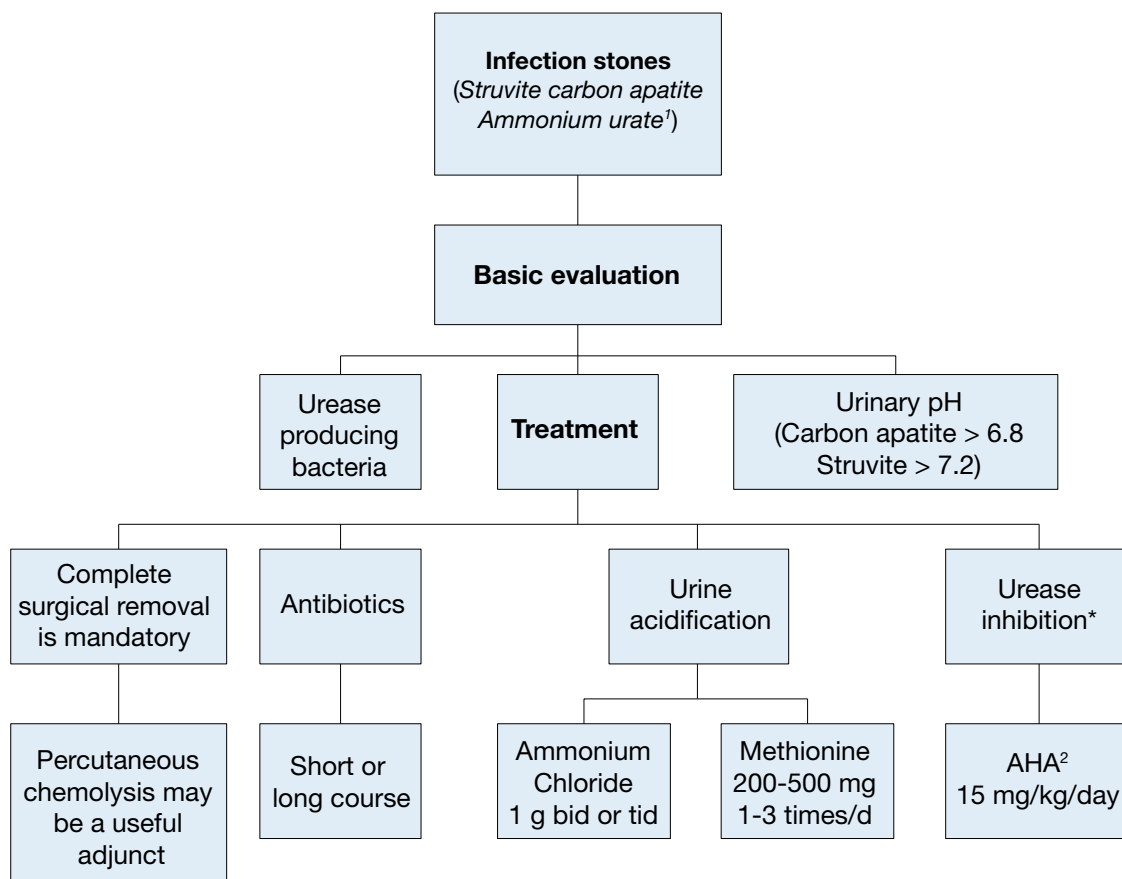 Infection stones
(Struvite carbon apatite
Ammonium urate¹)
Basic evaluation
Urease
producing
bacteria
Treatment
Urinary pH
(Carbon apatite > 6.8
Struvite > 7.2)
Complete
surgical removal
is mandatory
Antibiotics
Urine
acidification
Urease
inhibition*
Percutaneous
chemolysis may
be a useful
adjunct
Short or
long course
Ammonium
Chloride
1 g bid or tid
Methionine
200-500 mg
1-3 times/d
AHA²
15 mg/kg/day